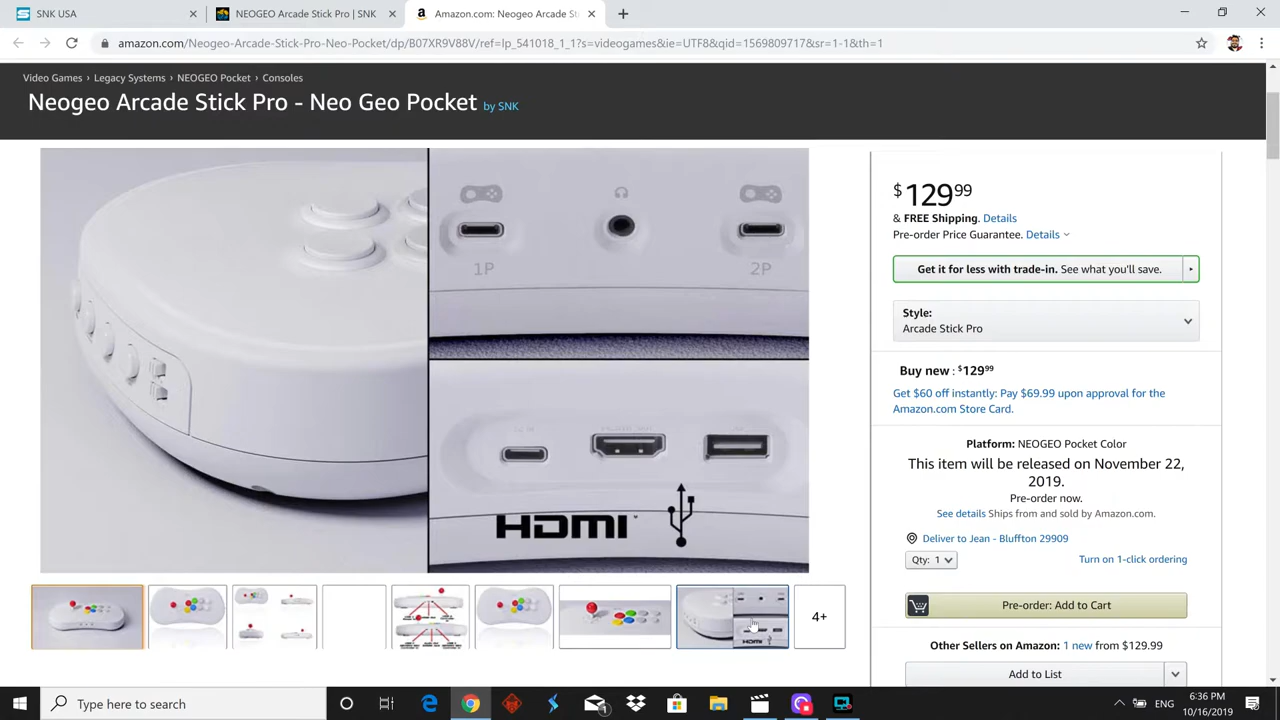 SNK USA
NEOGEO Arcade Stick Pro | SNK
Amazon.com: Neogeo Arcade St
amazon.com/Neogeo-Arcade-Stick-Pro-Neo-Pocket/dp/B07XR9V88V/ref=lp_541018_1_1?s=videogames&ie=UTF8&qid=1569809717&sr=1-1&th=1
Video Games › Legacy Systems › NEOGEO Pocket › Consoles
Neogeo Arcade Stick Pro - Neo Geo Pocket by SNK
1P
2P
HDMI
4+
$129 99
& FREE Shipping. Details
Pre-order Price Guarantee. Details
Get it for less with trade-in. See what you'll save.
Style:
Arcade Stick Pro
Buy new : $129 99
Get $60 off instantly: Pay $69.99 upon approval for the
Amazon.com Store Card.
Platform: NEOGEO Pocket Color
This item will be released on November 22,
2019.
Pre-order now.
See details Ships from and sold by Amazon.com.
Deliver to Jean - Bluffton 29909
Qty: 1
Turn on 1-click ordering
Pre-order: Add to Cart
Other Sellers on Amazon: 1 new from $129.99
Add to List
Type here to search
1
ENG
6:36 PM
10/16/2019